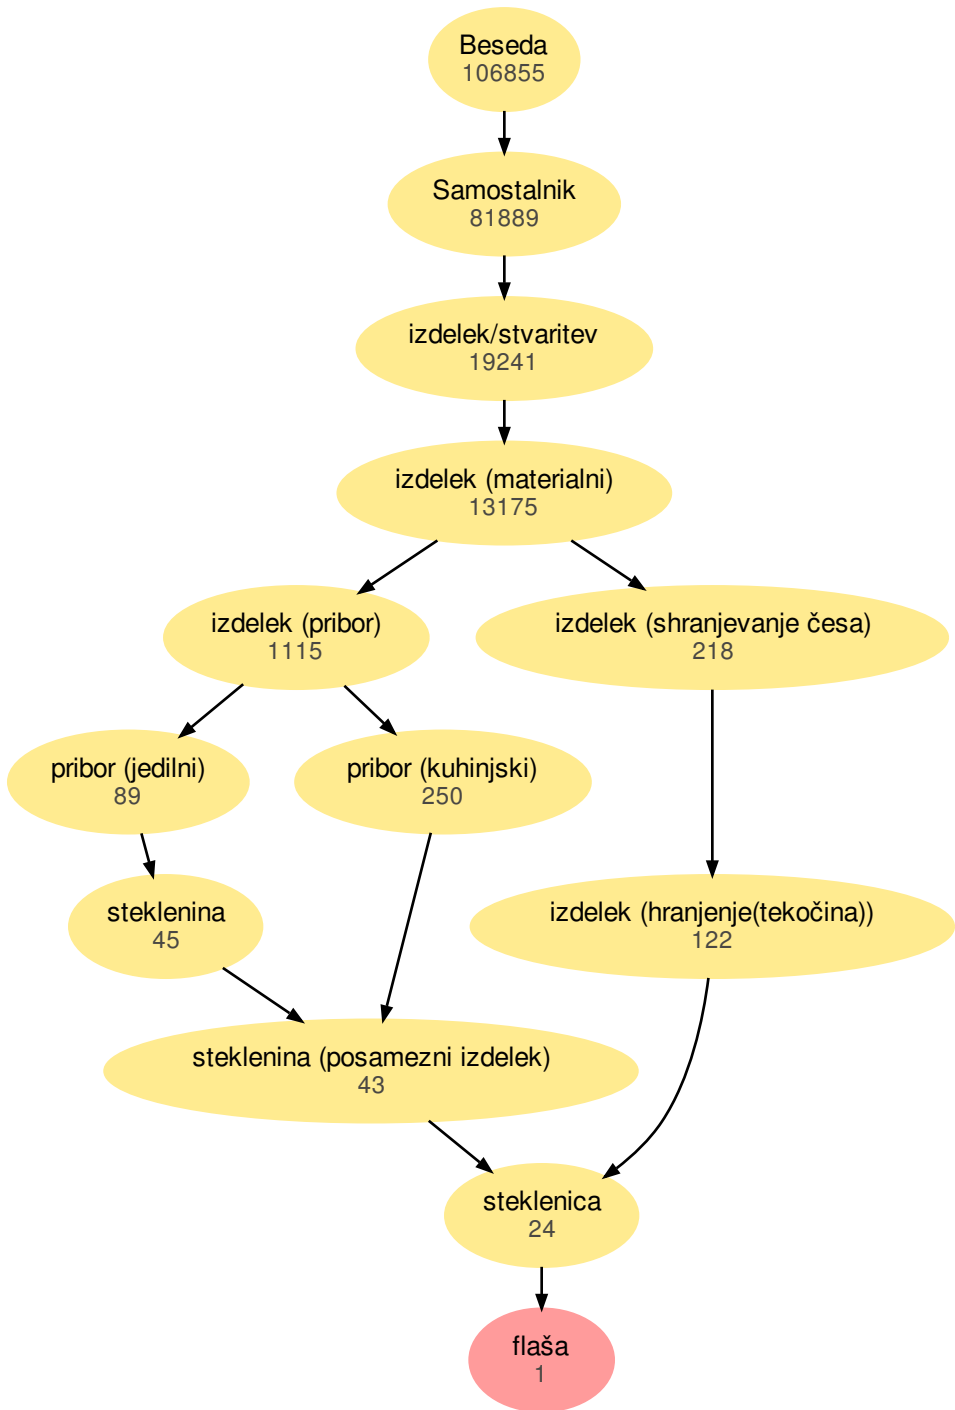 Beseda
106855
Samostalnik
81889
izdelek/stvaritev
19241
izdelek (materialni)
13175
izdelek (pribor)
1115
izdelek (shranjevanje česa)
218
pribor (jedilni)
89
pribor (kuhinjski)
250
steklenina
45
izdelek (hranjenje(tekočina))
122
steklenina (posamezni izdelek)
43
steklenica
24
flaša
1